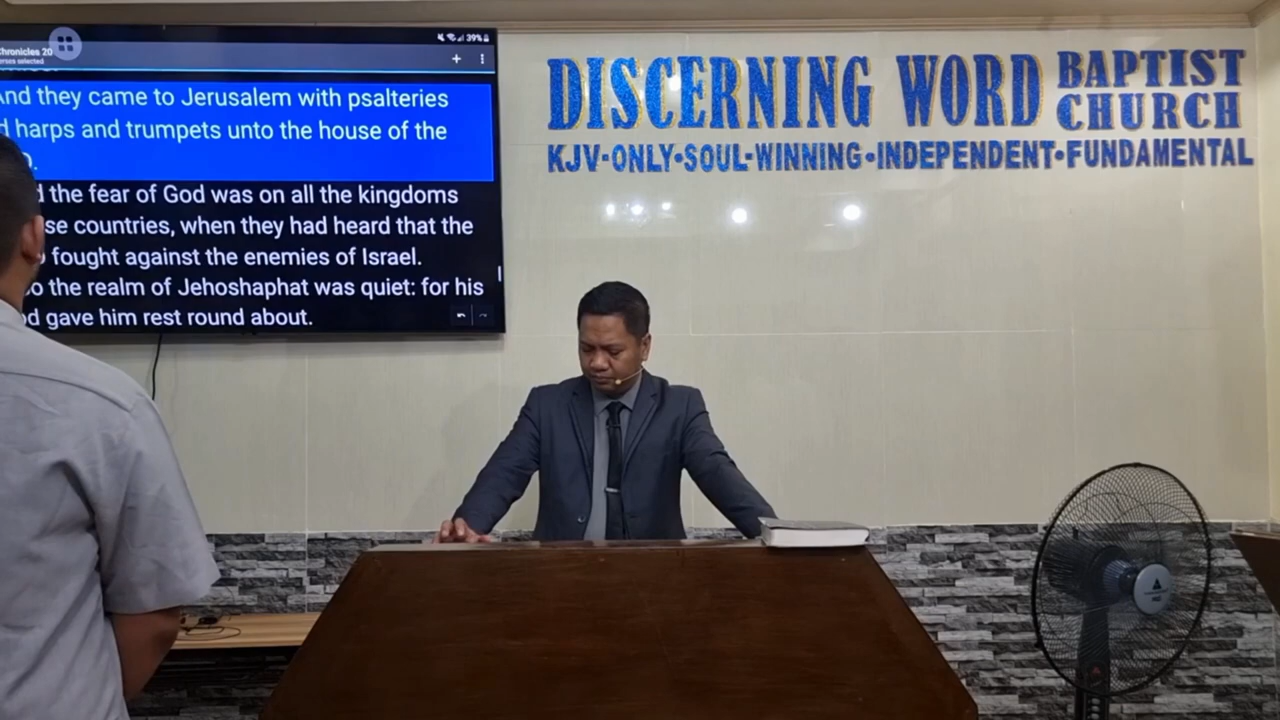 Chronicles 20
verses selected
39%
And they came to Jerusalem with psalteries
harps and trumpets unto the house of the
the fear of God was on all the kingdoms
countries, when they had heard that the
fought against the enemies of Israel.
the realm of Jehoshaphat was quiet: for his
gave him rest round about.
DISCERNING WORD BAPTIST CHURCH
KJV-ONLY•SOUL-WINNING•INDEPENDENT•FUNDAMENTAL